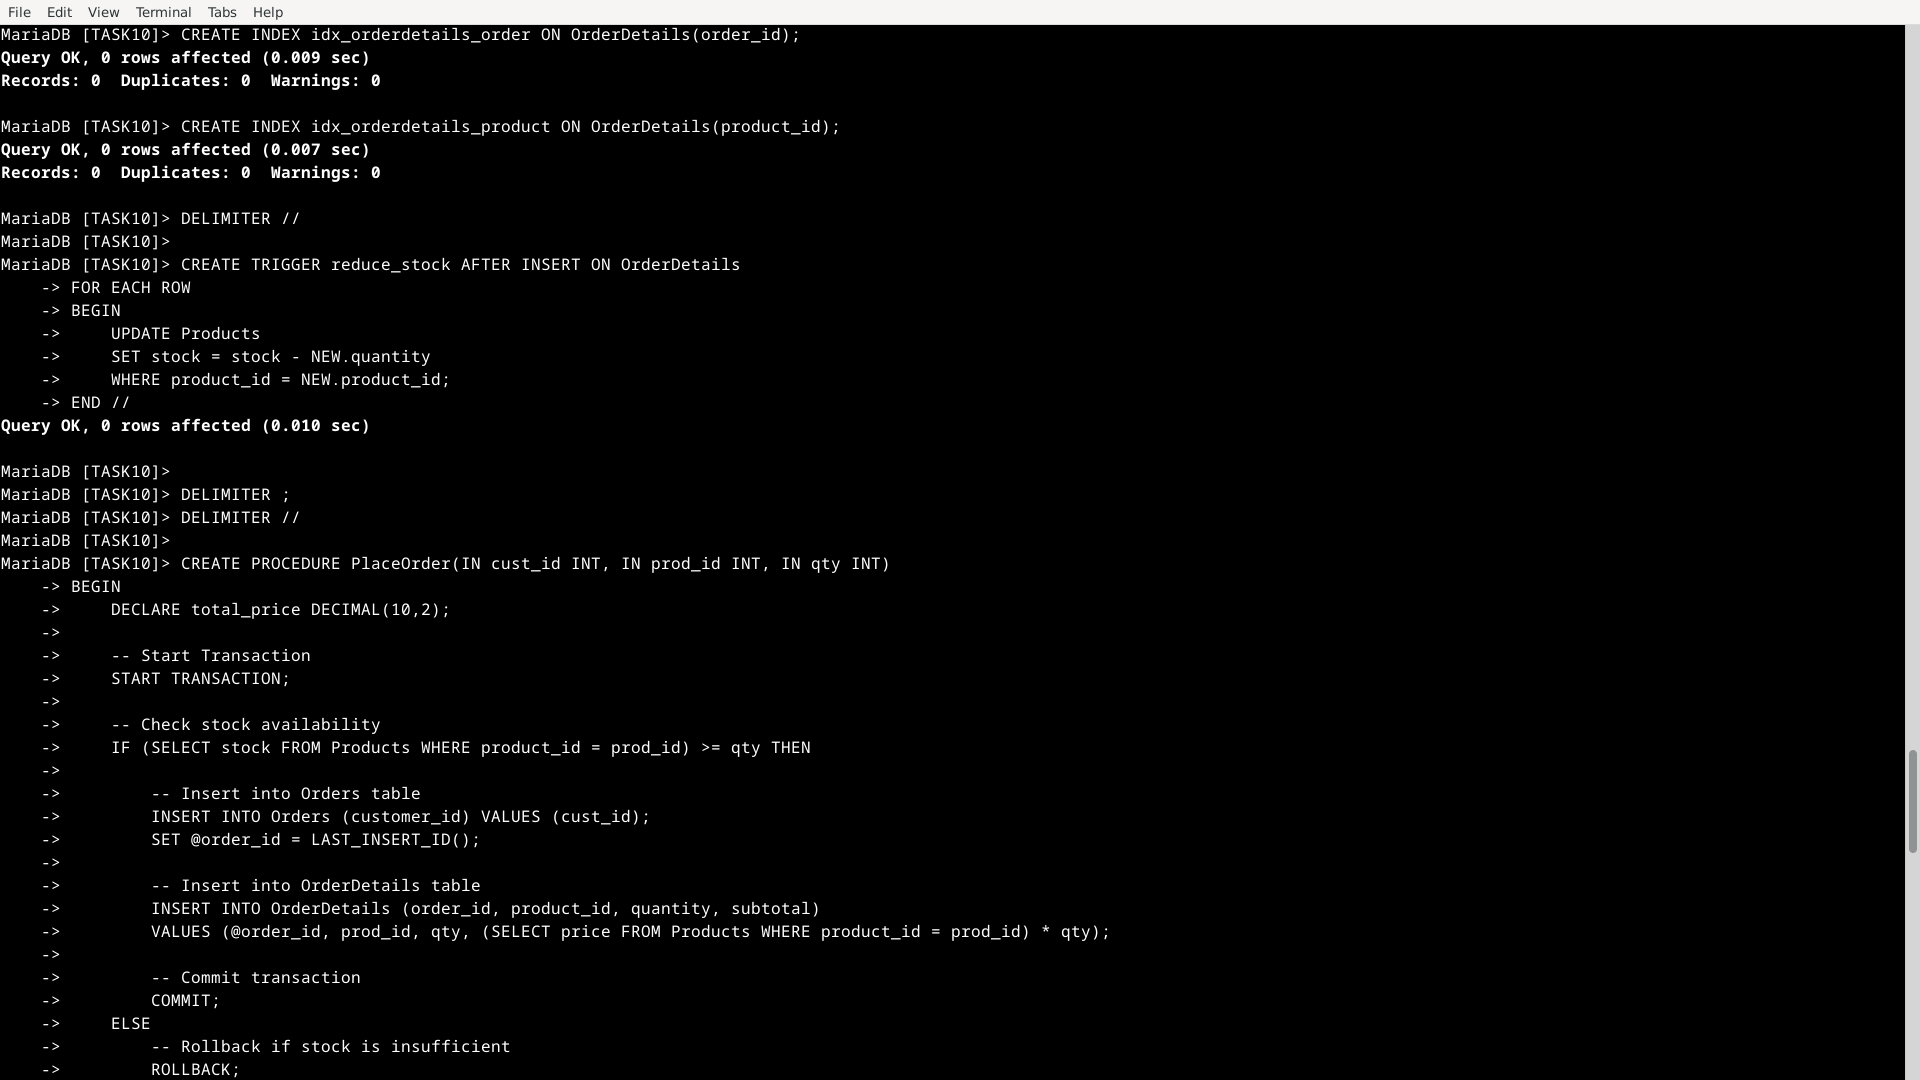 File Edit View Terminal Tabs Help
MariaDB [TASK10]> CREATE INDEX idx_orderdetails_order ON OrderDetails(order_id);
Query OK, 0 rows affected (0.009 sec)
Records: 0  Duplicates: 0  Warnings: 0
MariaDB [TASK10]> CREATE INDEX idx_orderdetails_product ON OrderDetails(product_id);
Query OK, 0 rows affected (0.007 sec)
Records: 0  Duplicates: 0  Warnings: 0
MariaDB [TASK10]> DELIMITER //
MariaDB [TASK10]>
MariaDB [TASK10]> CREATE TRIGGER reduce_stock AFTER INSERT ON OrderDetails
    -> FOR EACH ROW
    -> BEGIN
    ->     UPDATE Products
    ->     SET stock = stock - NEW.quantity
    ->     WHERE product_id = NEW.product_id;
    -> END //
Query OK, 0 rows affected (0.010 sec)
MariaDB [TASK10]>
MariaDB [TASK10]> DELIMITER ;
MariaDB [TASK10]> DELIMITER //
MariaDB [TASK10]>
MariaDB [TASK10]> CREATE PROCEDURE PlaceOrder(IN cust_id INT, IN prod_id INT, IN qty INT)
    -> BEGIN
    ->     DECLARE total_price DECIMAL(10,2);
    ->
    ->     -- Start Transaction
    ->     START TRANSACTION;
    ->
    ->     -- Check stock availability
    ->     IF (SELECT stock FROM Products WHERE product_id = prod_id) >= qty THEN
    ->
    ->         -- Insert into Orders table
    ->         INSERT INTO Orders (customer_id) VALUES (cust_id);
    ->         SET @order_id = LAST_INSERT_ID();
    ->
    ->         -- Insert into OrderDetails table
    ->         INSERT INTO OrderDetails (order_id, product_id, quantity, subtotal)
    ->         VALUES (@order_id, prod_id, qty, (SELECT price FROM Products WHERE product_id = prod_id) * qty);
    ->
    ->         -- Commit transaction
    ->         COMMIT;
    ->     ELSE
    ->         -- Rollback if stock is insufficient
    ->         ROLLBACK;